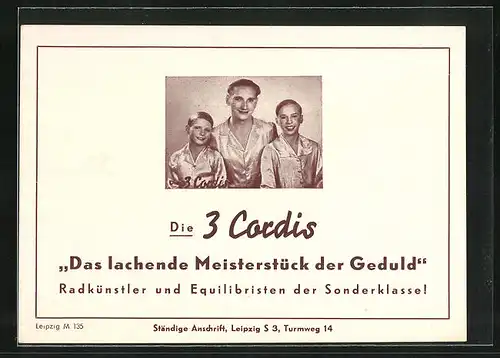 3 Cordis
Die 3 Cordis
„Das lachende Meisterstück der Geduld“
Radkünstler und Equilibristen der Sonderklasse!
Leipzig M 135
Ständige Anschrift, Leipzig S 3, Turmweg 14